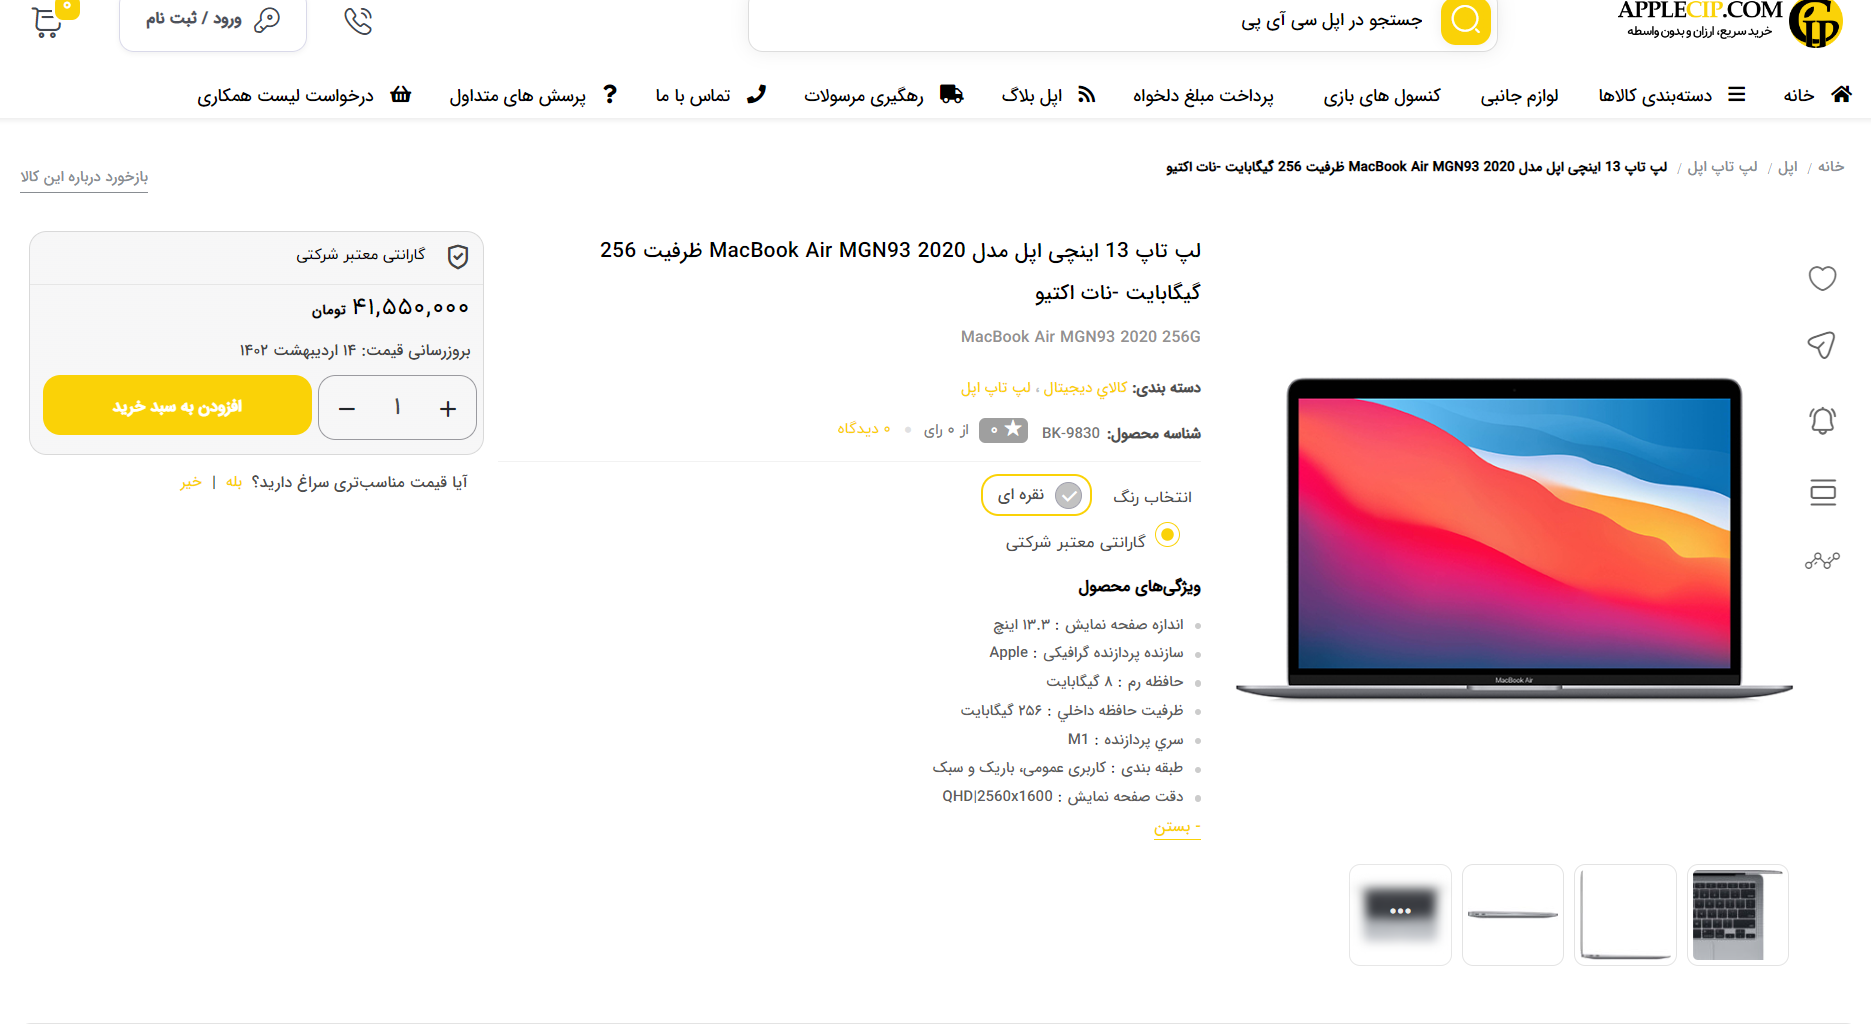 APPLECIP.COM
خرید سریع، ارزان و بدون واسطه
جستجو در اپل سی آی پی
ورود / ثبت نام
۰
خانه
دسته‌بندی کالاها
لوازم جانبی
کنسول های بازی
پرداخت مبلغ دلخواه
اپل بلاگ
رهگیری مرسولات
تماس با ما
پرسش های متداول
درخواست لیست همکاری
خانه / اپل / لپ تاپ اپل / لپ تاپ 13 اینچی اپل مدل MacBook Air MGN93 2020 ظرفیت 256 گیگابایت -نات اکتیو
بازخورد درباره این کالا
لپ تاپ 13 اینچی اپل مدل MacBook Air MGN93 2020 ظرفیت 256
گیگابایت -نات اکتیو
MacBook Air MGN93 2020 256G
دسته بندی: كالاي ديجيتال ، لپ تاپ اپل
شناسه محصول: BK-9830
۰ از ۰ رای
۰ دیدگاه
انتخاب رنگ
نقره ای
گارانتی معتبر شرکتی
ویژگی‌های محصول
اندازه صفحه نمایش : ۱۳.۳ اینچ
سازنده پردازنده گرافیکی : Apple
حافظه رم : ۸ گیگابایت
ظرفیت حافظه داخلي : ۲۵۶ گیگابایت
سري پردازنده : M1
طبقه بندی : کاربری عمومی، باریک و سبک
دقت صفحه نمایش : QHD|2560x1600
- بستن
گارانتی معتبر شرکتی
۴۱,۵۵۰,۰۰۰ تومان
بروزرسانی قیمت: ۱۴ اردیبهشت ۱۴۰۲
+ ۱ −
افزودن به سبد خرید
آیا قیمت مناسب‌تری سراغ دارید؟ بله | خیر
MacBook Air